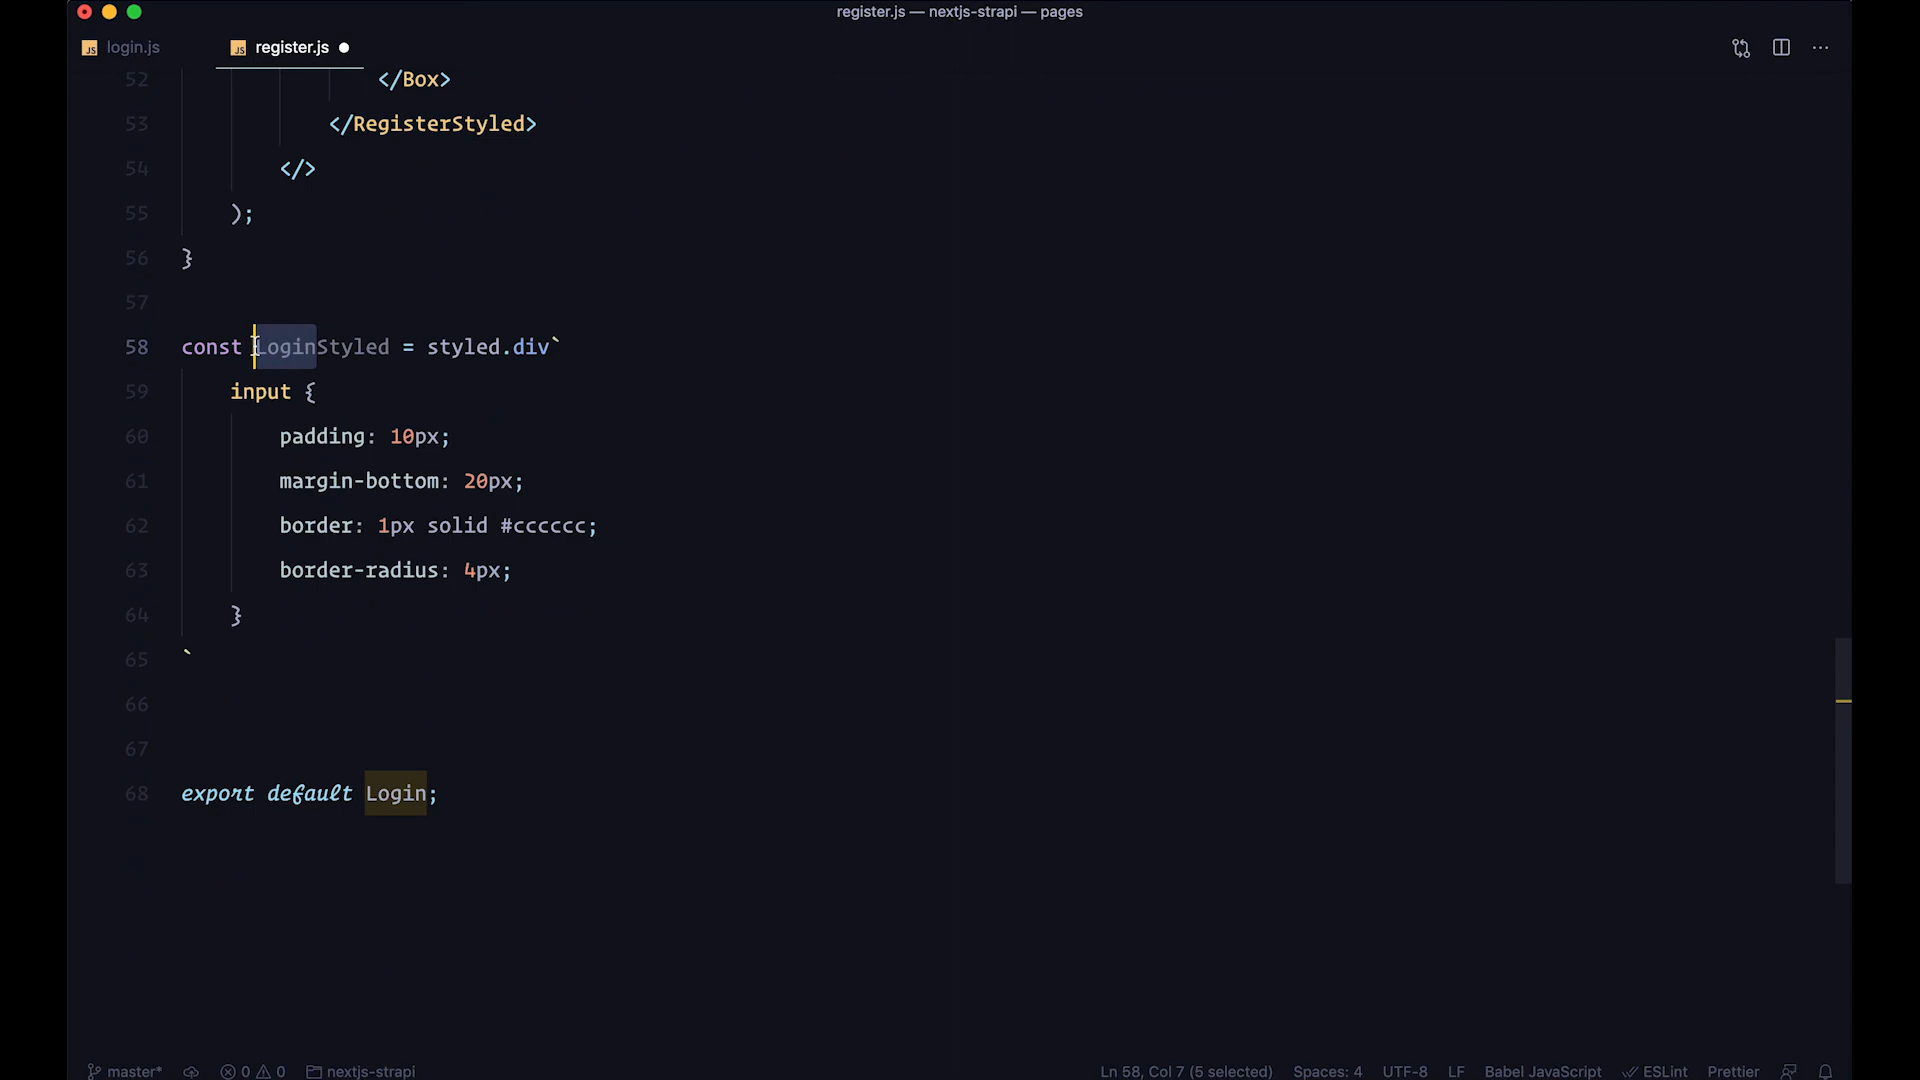 register.js — nextjs-strapi — pages
JS login.js
JS register.js
52 </Box>
53 </RegisterStyled>
54 </>
55 );
56 }
57
58 const LoginStyled = styled.div`
59 input {
60 padding: 10px;
61 margin-bottom: 20px;
62 border: 1px solid #cccccc;
63 border-radius: 4px;
64 }
65 `
66
67
68 export default Login;
master* 0 0 nextjs-strapi Ln 58, Col 7 (5 selected) Spaces: 4 UTF-8 LF Babel JavaScript ESLint Prettier